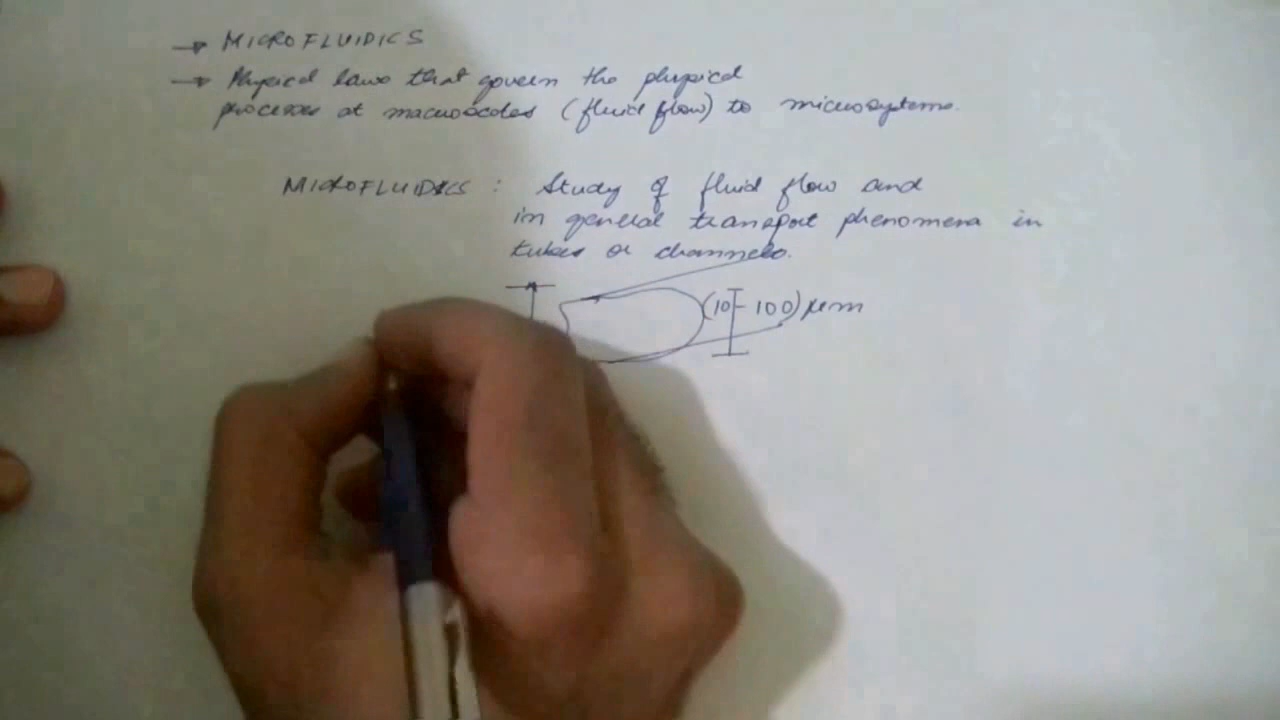 → MICROFLUIDICS
→ Physical laws that govern the physical
processes at macroscales (fluid flow) to microsystems.
MICROFLUIDICS : Study of fluid flow and
in general transport phenomena in
tubes or channels.
(10 - 100) μm